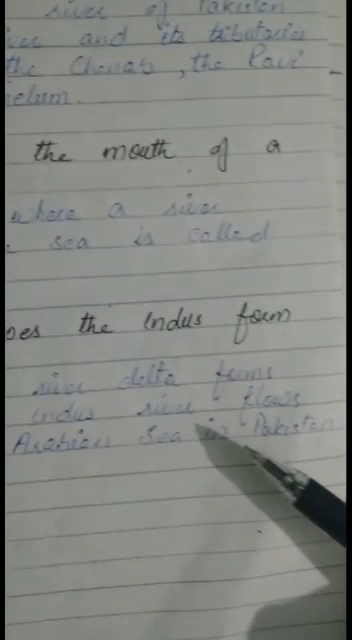 river of Pakistan
and its tributaries
the Chenab, the Ravi
the mouth of a
where a river
sea is called
the Indus form
river delta forms
Indus river flows
Arabian Sea in Pakistan